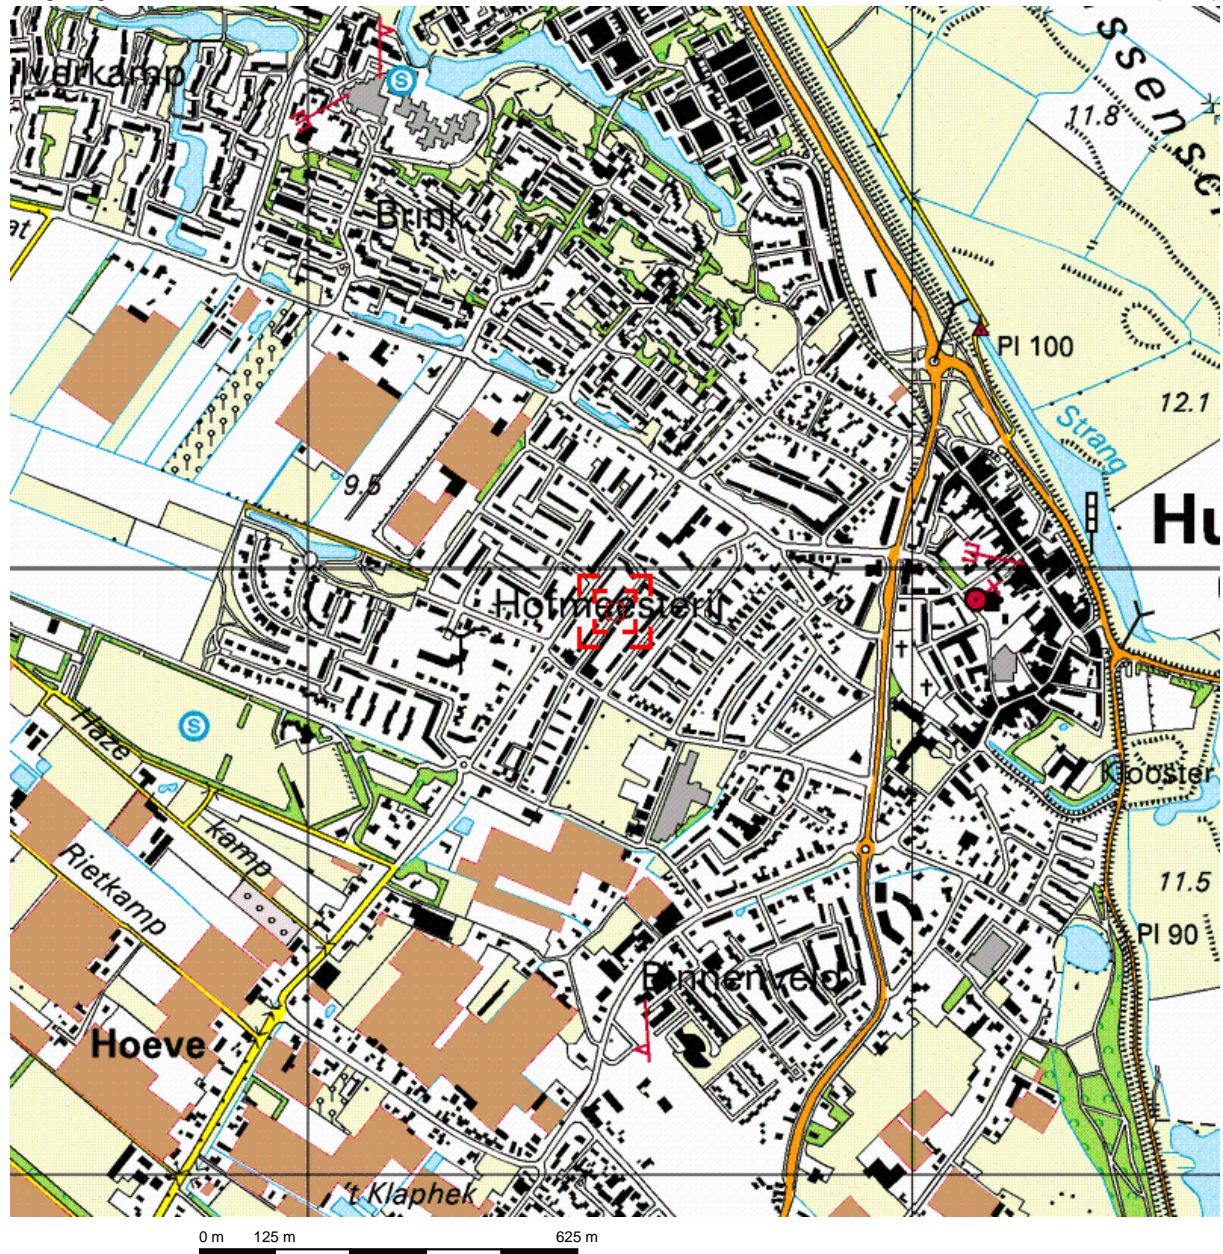 Brink
11.8
PI 100
12.1
Strang
9.5
Hu
Hofmeesterij
S
S
Haze
kamp
Klooster
Rietkamp
11.5
PI 90
Binnenveld
Hoeve
't Klaphek
0 m 125 m 625 m